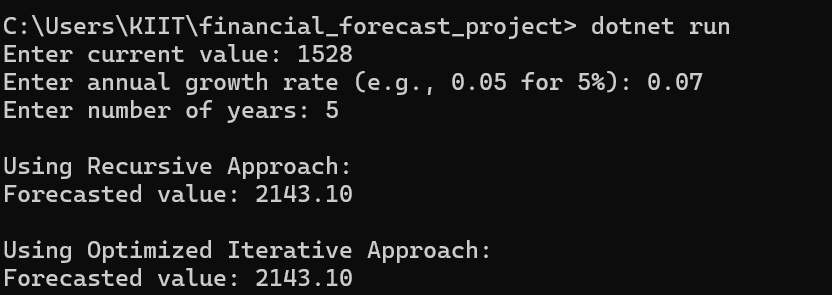 C:\Users\KIIT\financial_forecast_project> dotnet run
Enter current value: 1528
Enter annual growth rate (e.g., 0.05 for 5%): 0.07
Enter number of years: 5
Using Recursive Approach:
Forecasted value: 2143.10
Using Optimized Iterative Approach:
Forecasted value: 2143.10